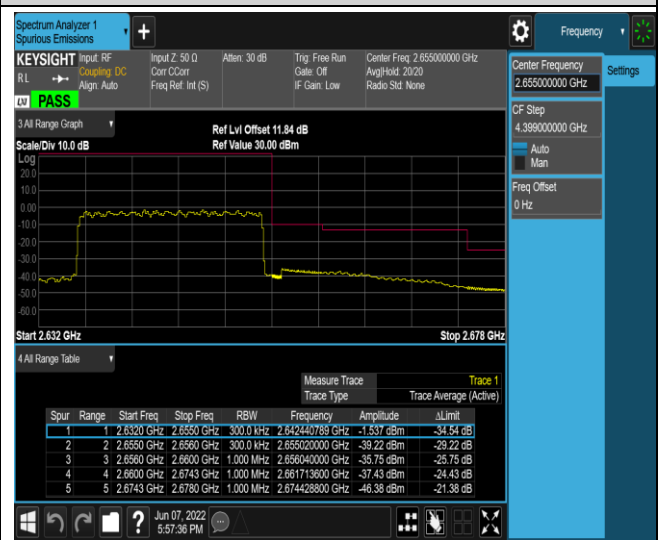 Spectrum Analyzer 1
Spurious Emissions
Frequency
KEYSIGHT Input: RF
RL
Coupling: DC
Align: Auto
Input Z: 50 Ω
Corr CCorr
Freq Ref: Int (S)
Atten: 30 dB
Trig: Free Run
Gate: Off
IF Gain: Low
Center Freq: 2.655000000 GHz
Avg|Hold: 20/20
Radio Std: None
PASS
Center Frequency
2.655000000 GHz
Settings
CF Step
4.399000000 GHz
Auto
Man
Freq Offset
0 Hz
3 All Range Graph
Scale/Div 10.0 dB
Ref Lvl Offset 11.84 dB
Ref Value 30.00 dBm
Log
20.0
10.0
0.00
-10.0
-20.0
-30.0
-40.0
-50.0
-60.0
Start 2.632 GHz
Stop 2.678 GHz
4 All Range Table
Measure Trace Trace 1
Trace Type Trace Average (Active)
Spur Range Start Freq Stop Freq RBW Frequency Amplitude ΔLimit
1 1 2.6320 GHz 2.6550 GHz 300.0 kHz 2.642440789 GHz -1.537 dBm -34.54 dB
2 2 2.6550 GHz 2.6560 GHz 300.0 kHz 2.655020000 GHz -39.22 dBm -29.22 dB
3 3 2.6560 GHz 2.6600 GHz 1.000 MHz 2.656040000 GHz -35.75 dBm -25.75 dB
4 4 2.6600 GHz 2.6743 GHz 1.000 MHz 2.661713600 GHz -37.43 dBm -24.43 dB
5 5 2.6743 GHz 2.6780 GHz 1.000 MHz 2.674428800 GHz -46.38 dBm -21.38 dB
Jun 07, 2022
5:57:36 PM